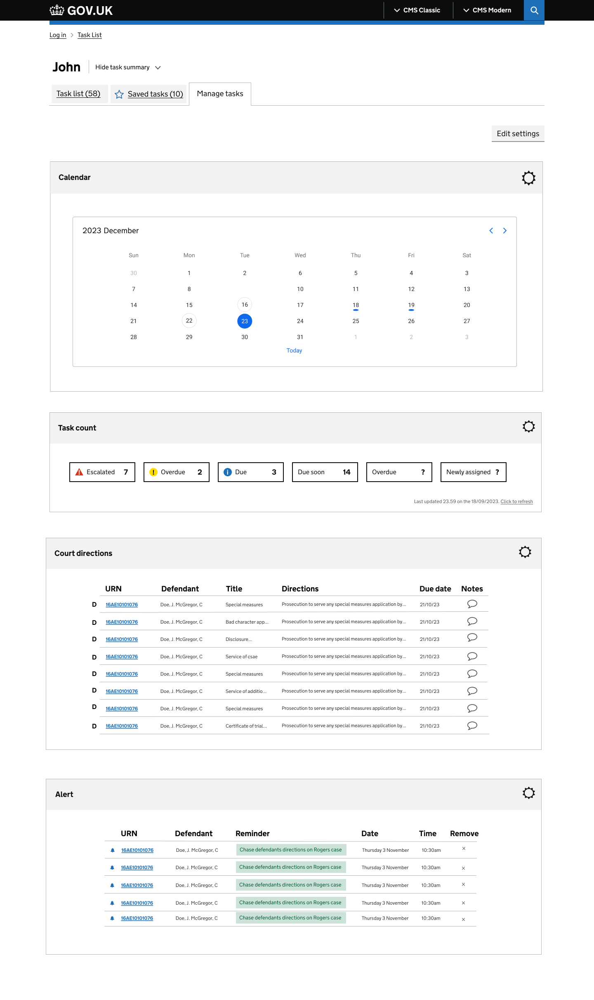 GOV.UK CMS Classic CMS Modern
Log in Task List
John Hide task summary
Task list (58) Saved tasks (10) Manage tasks
Edit settings
Calendar
2023 December
Sun Mon Tue Wed Thu Fri Sat
30 1 2 6 5 4 3
7 8 10 11 12 13
14 15 16 17 18 19 20
21 22 23 24 25 26 27
28 29 30 31 1 2 3
Today
Task count
Escalated 7 Overdue 2 Due 3 Due soon 14 Overdue ? Newly assigned ?
Last updated 23.59 on the 18/09/2023. Click to refresh
Court directions
URN Defendant Title Directions Due date Notes
D 16AE10101076 Doe, J. McGregor, C Special measures Prosecution to serve any special measures application by... 21/10/23
D 16AE10101076 Doe, J. McGregor, C Bad character app... Prosecution to serve any special measures application by... 21/10/23
D 16AE10101076 Doe, J. McGregor, C Disclosure... Prosecution to serve any special measures application by... 21/10/23
D 16AE10101076 Doe, J. McGregor, C Service of csae Prosecution to serve any special measures application by... 21/10/23
D 16AE10101076 Doe, J. McGregor, C Special measures Prosecution to serve any special measures application by... 21/10/23
D 16AE10101076 Doe, J. McGregor, C Service of additio... Prosecution to serve any special measures application by... 21/10/23
D 16AE10101076 Doe, J. McGregor, C Special measures Prosecution to serve any special measures application by... 21/10/23
D 16AE10101076 Doe, J. McGregor, C Certificate of trial... Prosecution to serve any special measures application by... 21/10/23
Alert
URN Defendant Reminder Date Time Remove
16AE10101076 Doe, J. McGregor, C Chase defendants directions on Rogers case Thursday 3 November 10:30am ×
16AE10101076 Doe, J. McGregor, C Chase defendants directions on Rogers case Thursday 3 November 10:30am ×
16AE10101076 Doe, J. McGregor, C Chase defendants directions on Rogers case Thursday 3 November 10:30am ×
16AE10101076 Doe, J. McGregor, C Chase defendants directions on Rogers case Thursday 3 November 10:30am ×
16AE10101076 Doe, J. McGregor, C Chase defendants directions on Rogers case Thursday 3 November 10:30am ×